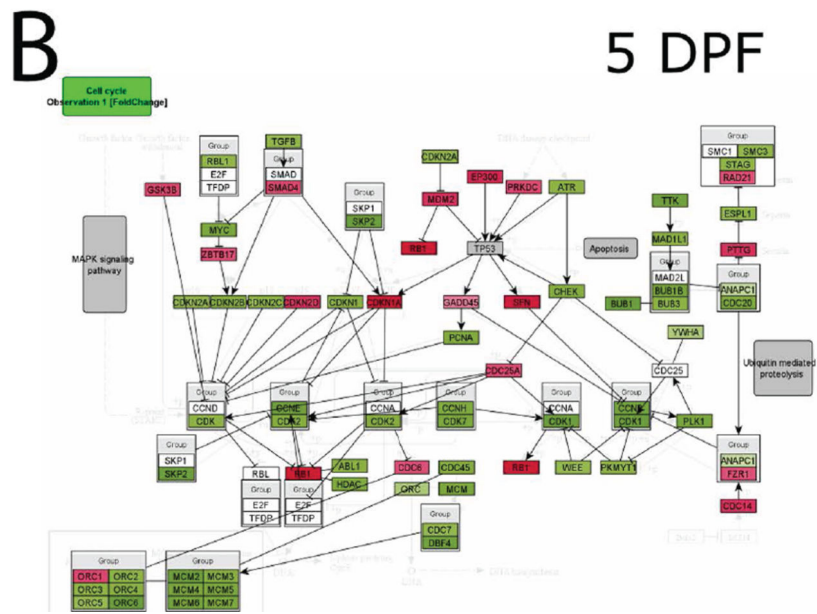 B
5 DPF
Cell cycle
Observation 1 [FoldChange]
Group
RBL1
E2F
TFDP
TGFB
Group
SMAD
SMAD4
CDKN2A
EP300
PRKDC
ATR
Group
SMC1 SMC3
STAG
RAD21
GSK3B
MDM2
Group
SKP1
SKP2
TTK
ESPL1
MYC
MAD1L1
RB1
TP53
Apoptosis
PTTG
ZBTB17
MAPK signaling
pathway
Group
MAD2L
BUB1B
BUB3
BUB1
Group
ANAPC1
CDC20
CHEK
CDKN2A CDKN2B CDKN2C CDKN2D CDKN1 CDKN1A
GADD45
SFN
PCNA
YWHA
CDC25A
CDC25
Ubiquitin mediated
proteolysis
Group
CCND
CDK
Group
CCNE
CDK2
Group
CCNA
CDK2
Group
CCNH
CDK7
Group
CCNA
CDK1
Group
CDK1
PLK1
Group
SKP1
SKP2
RBL
RB1
ABL1
HDAC
CDC6
CDC45
ORC
MCM
RB1
WEE
PKMYT1
Group
ANAPC1
FZR1
Group
E2F
TFDP
Group
E2F
TFDP
CDC14
Group
CDC7
DBF4
Group
ORC1 ORC2
ORC3 ORC4
ORC5 ORC6
Group
MCM2 MCM3
MCM4 MCM5
MCM6 MCM7